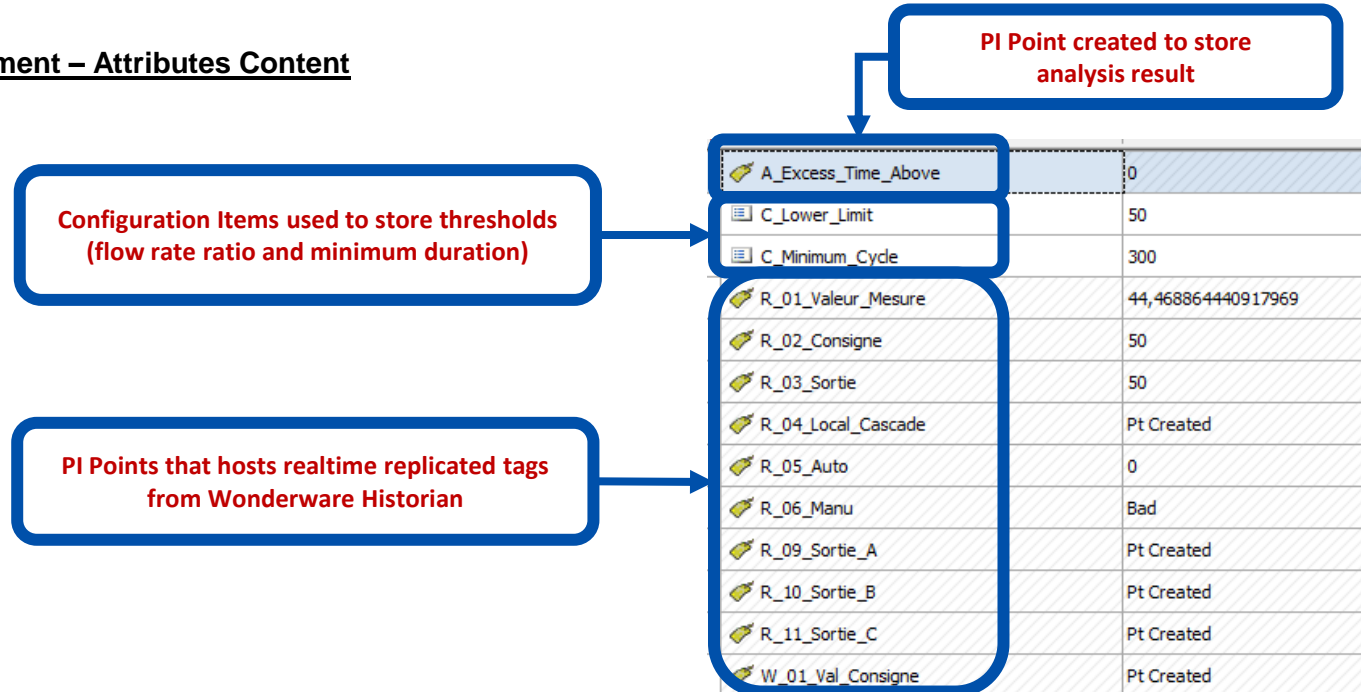 ment – Attributes Content
PI Point created to store
analysis result
Configuration Items used to store thresholds
(flow rate ratio and minimum duration)
PI Points that hosts realtime replicated tags
from Wonderware Historian
A_Excess_Time_Above 0
C_Lower_Limit 50
C_Minimum_Cycle 300
R_01_Valeur_Mesure 44,468864440917969
R_02_Consigne 50
R_03_Sortie 50
R_04_Local_Cascade Pt Created
R_05_Auto 0
R_06_Manu Bad
R_09_Sortie_A Pt Created
R_10_Sortie_B Pt Created
R_11_Sortie_C Pt Created
W_01_Val_Consigne Pt Created